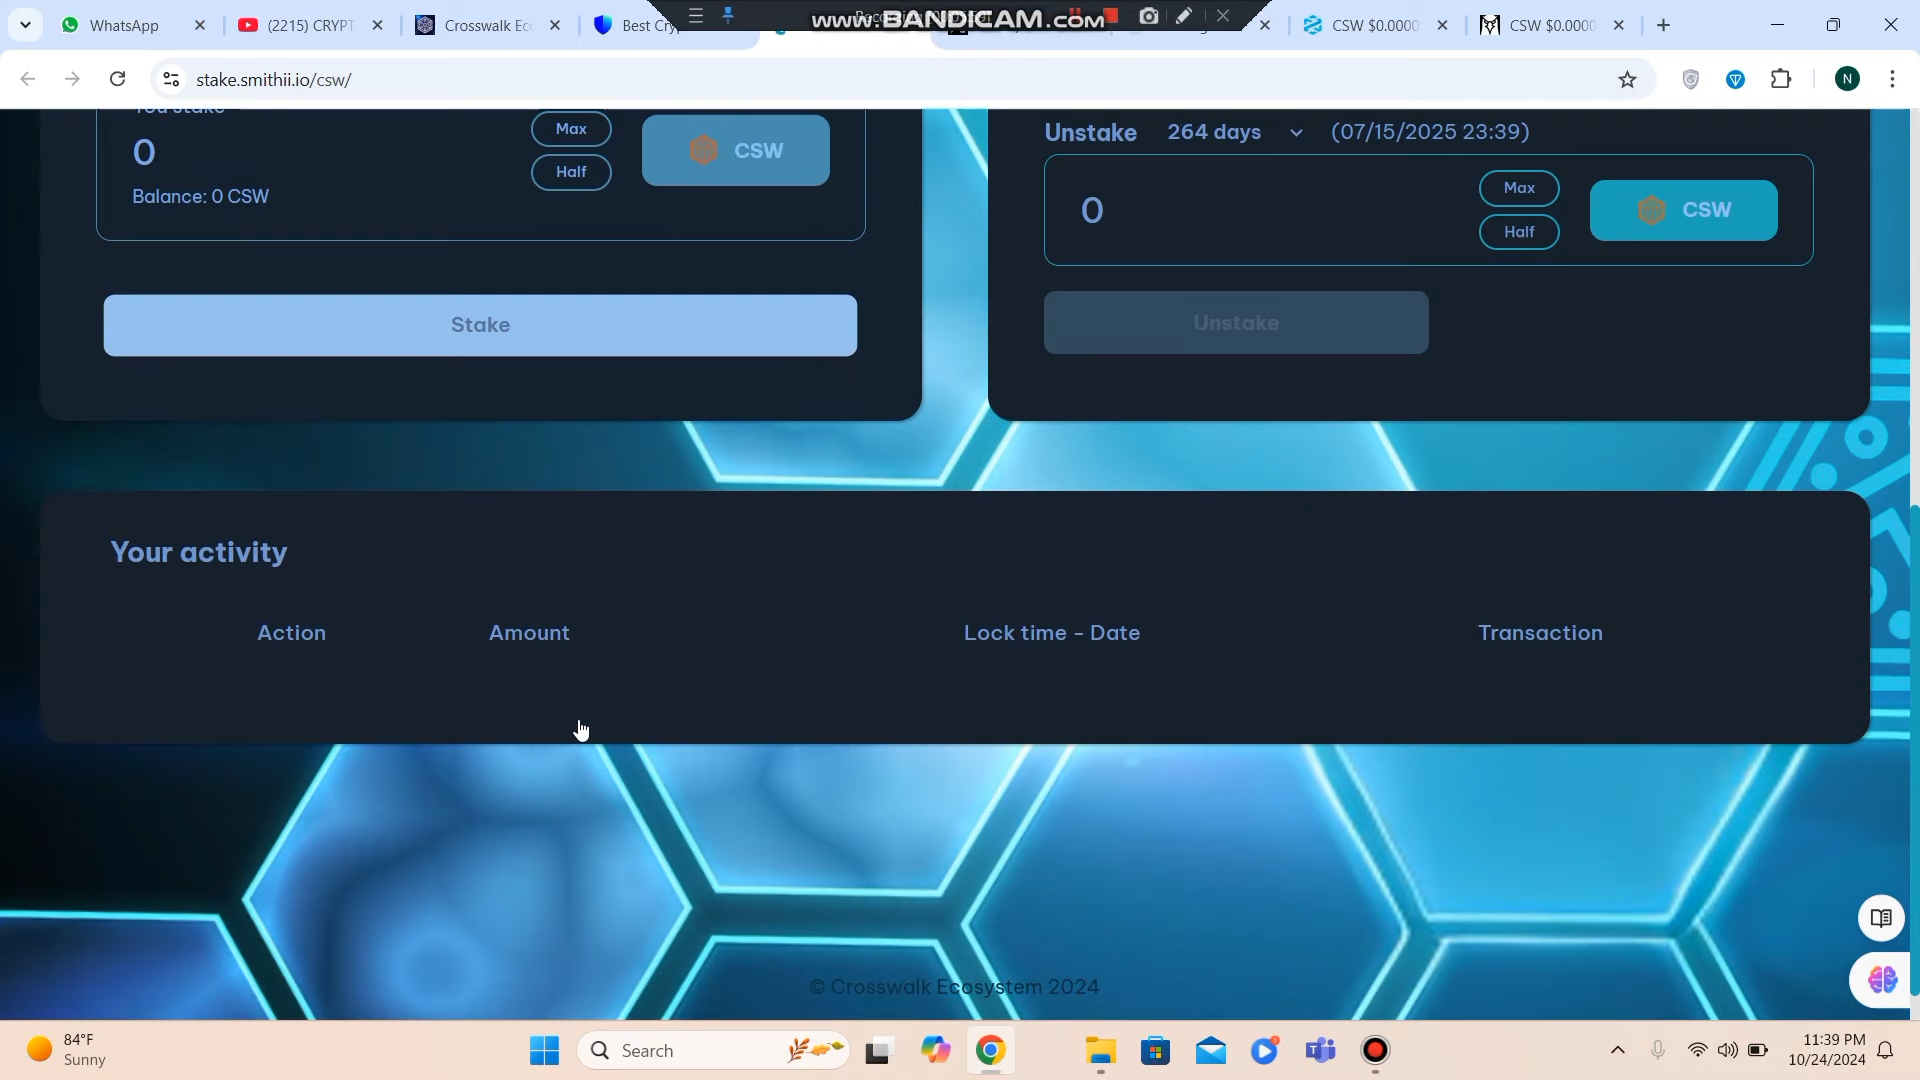 WhatsApp
(2215) CRYPT
Crosswalk Ec
Best Cry
www.BANDICAM.com
CSW $0.0000
CSW $0.0000
stake.smithii.io/csw/
N
You stake
0
Balance: 0 CSW
Max
Half
CSW
Stake
Unstake 264 days (07/15/2025 23:39)
0
Max
Half
CSW
Unstake
Your activity
Action Amount Lock time - Date Transaction
© Crosswalk Ecosystem 2024
84°F
Sunny
Search
11:39 PM
10/24/2024